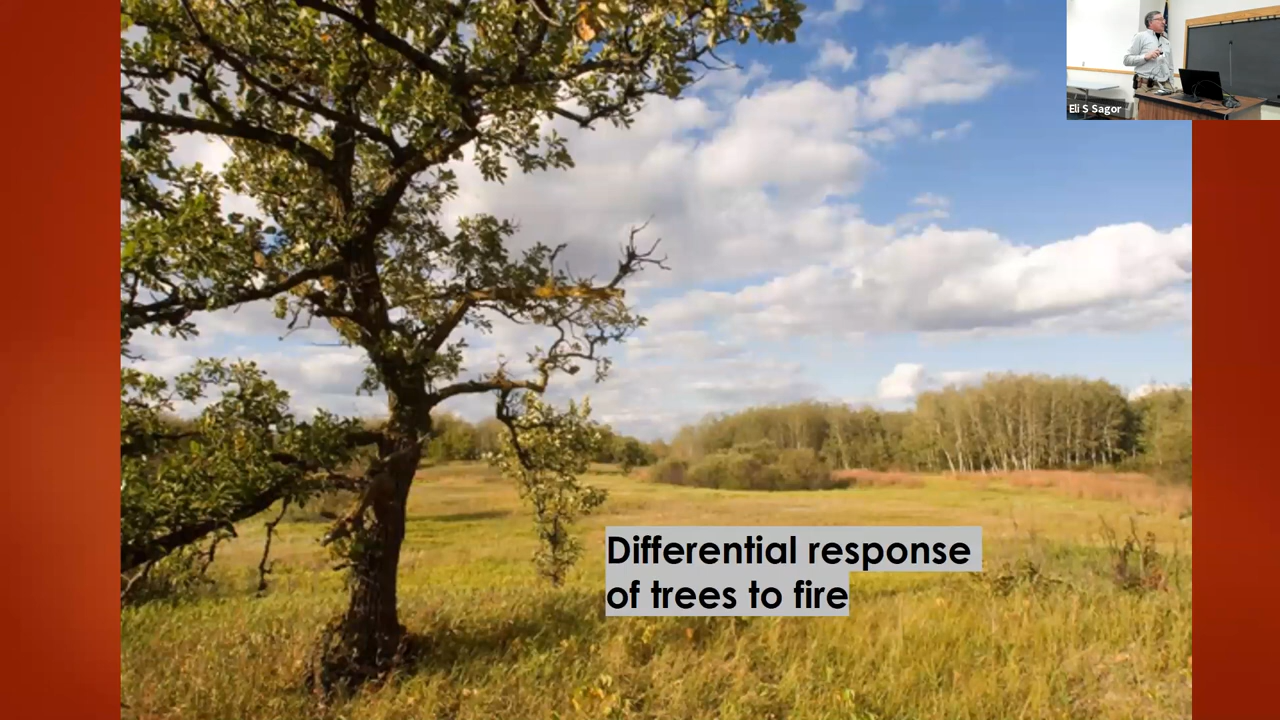 Eli S Sagor
Differential response
of trees to fire